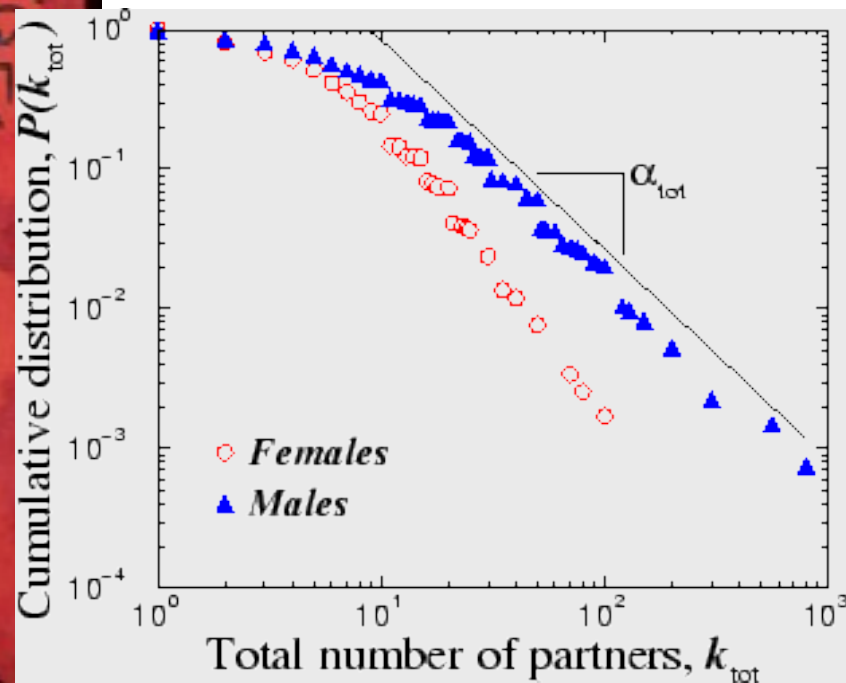 Cumulative distribution, P(k_tot)
10^0
10^-1
10^-2
10^-3
10^-4
α_tot
Females
Males
10^0 10^1 10^2 10^3
Total number of partners, k_tot